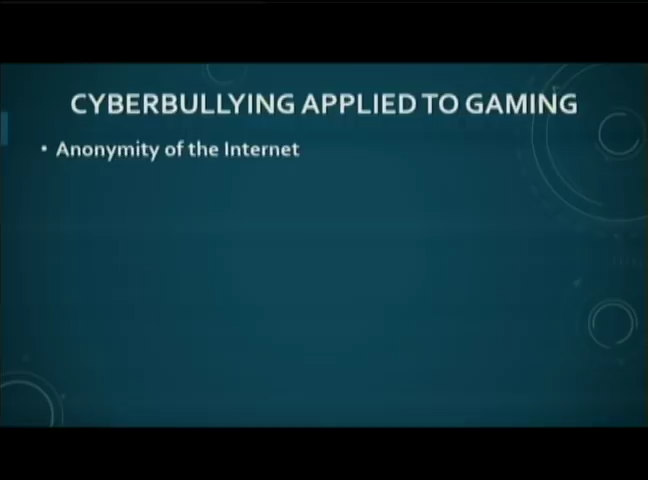 CYBERBULLYING APPLIED TO GAMING
• Anonymity of the Internet